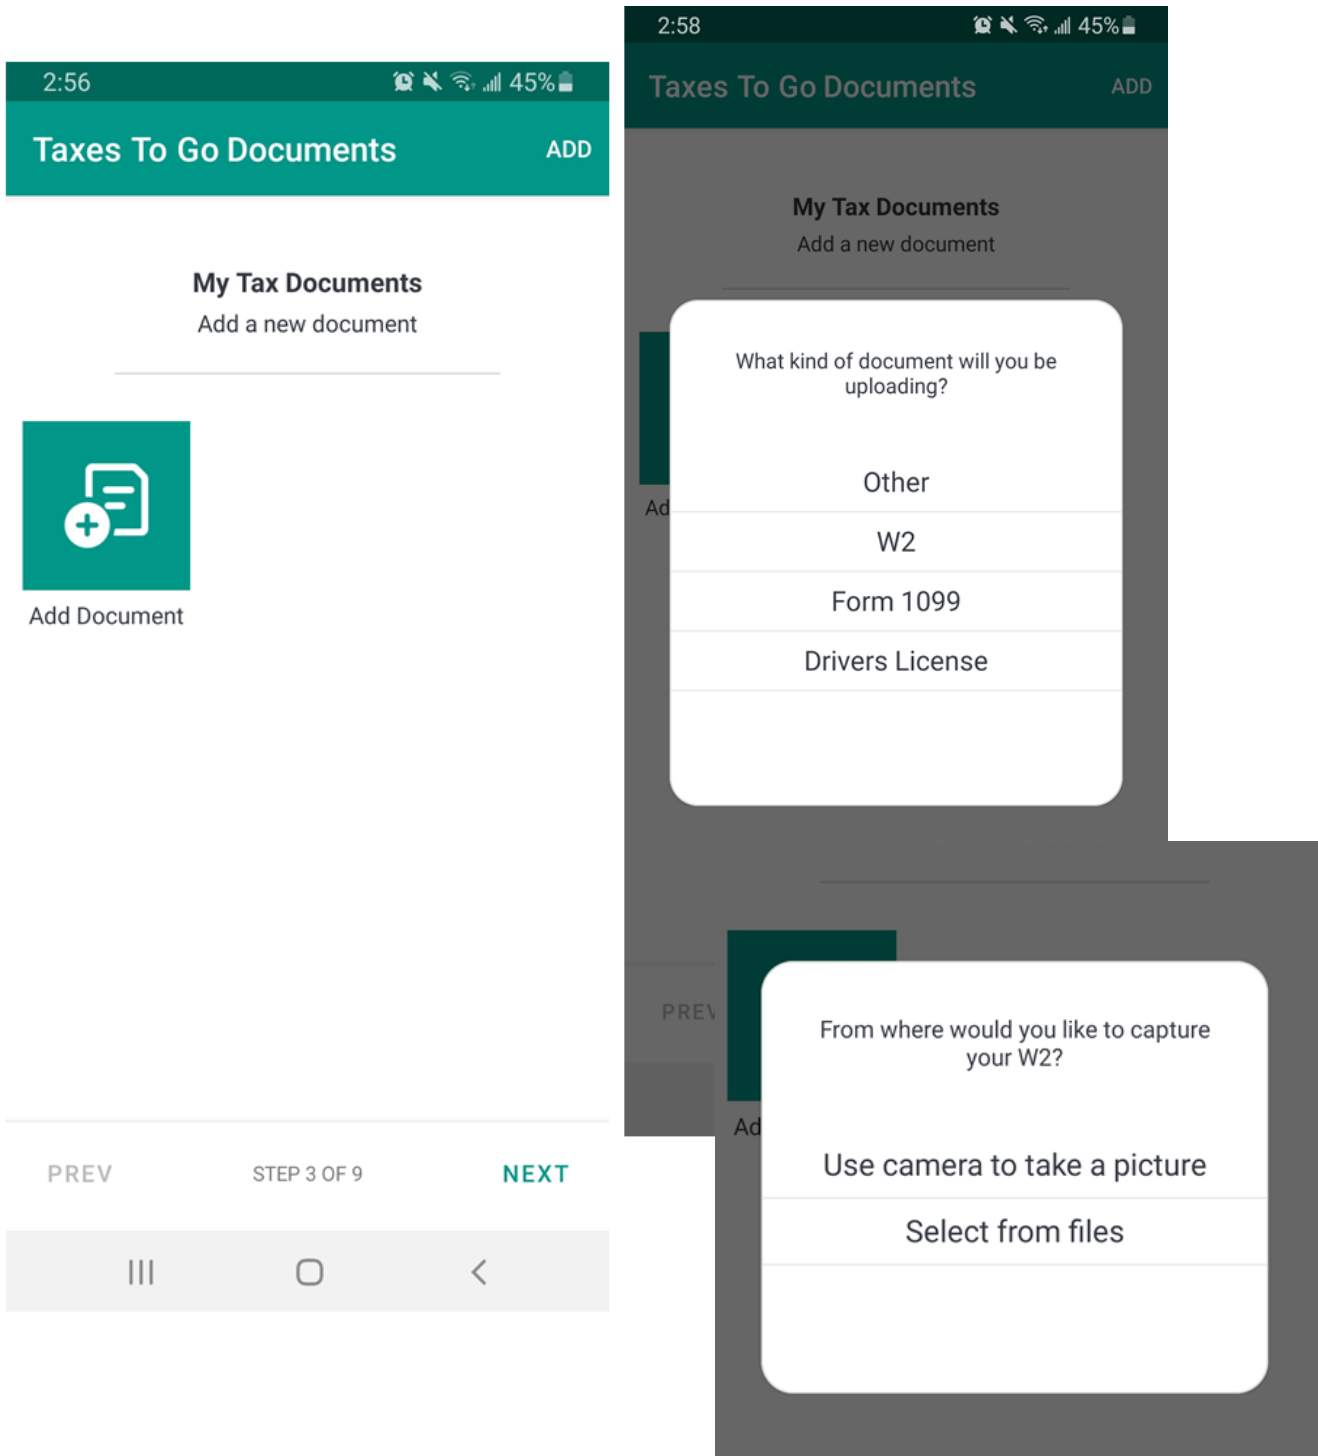 2:56
45%
Taxes To Go Documents
ADD
My Tax Documents
Add a new document
Add Document
PREV
STEP 3 OF 9
NEXT
2:58
45%
Taxes To Go Documents
ADD
My Tax Documents
Add a new document
Ad
What kind of document will you be
uploading?
Other
W2
Form 1099
Drivers License
PREV
Ad
From where would you like to capture
your W2?
Use camera to take a picture
Select from files